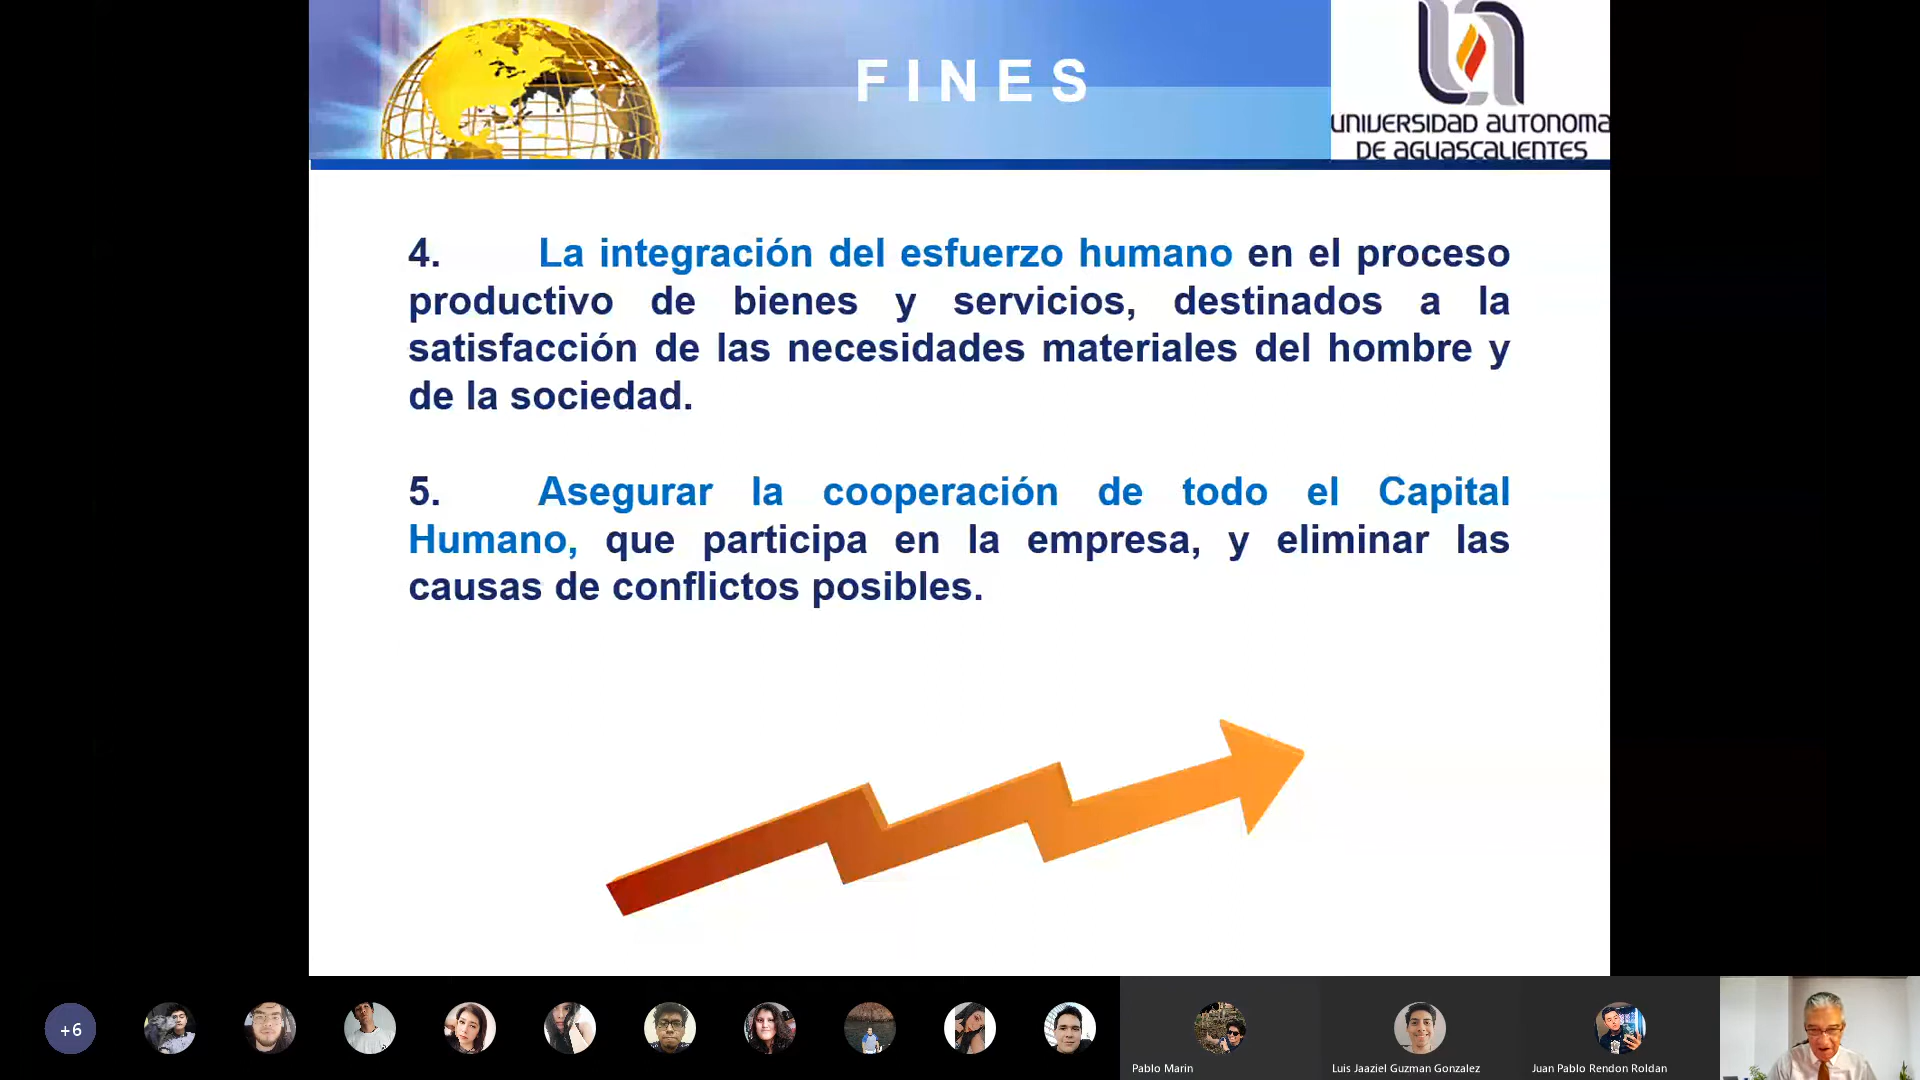 FINES
UNIVERSIDAD AUTONOMA
DE AGUASCALIENTES
4. La integración del esfuerzo humano en el proceso
productivo de bienes y servicios, destinados a la
satisfacción de las necesidades materiales del hombre y
de la sociedad.
5. Asegurar la cooperación de todo el Capital
Humano, que participa en la empresa, y eliminar las
causas de conflictos posibles.
+6
Pablo Marin
Luis Jaaziel Guzman Gonzalez
Juan Pablo Rendon Roldan